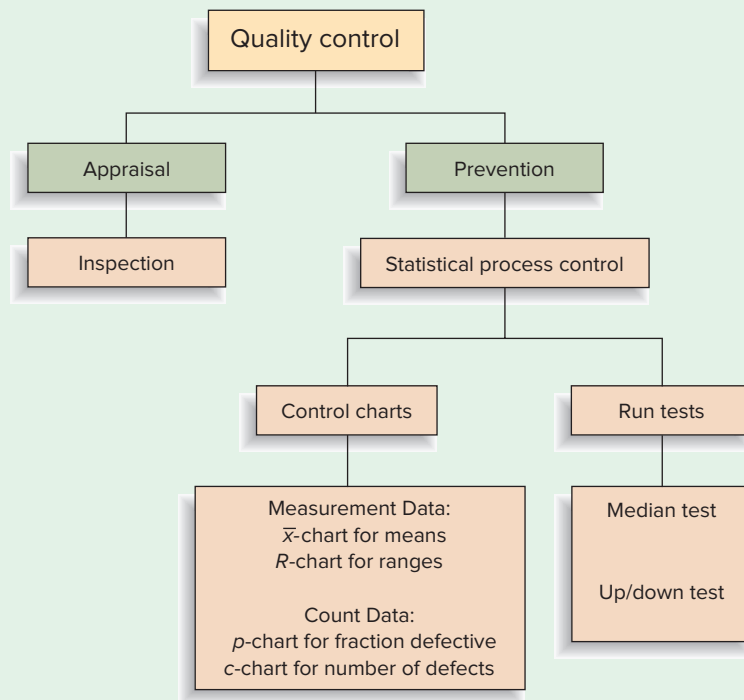 Quality control
Appraisal
Prevention
Inspection
Statistical process control
Control charts
Run tests
Measurement Data:
x̅-chart for means
R-chart for ranges
Count Data:
p-chart for fraction defective
c-chart for number of defects
Median test
Up/down test